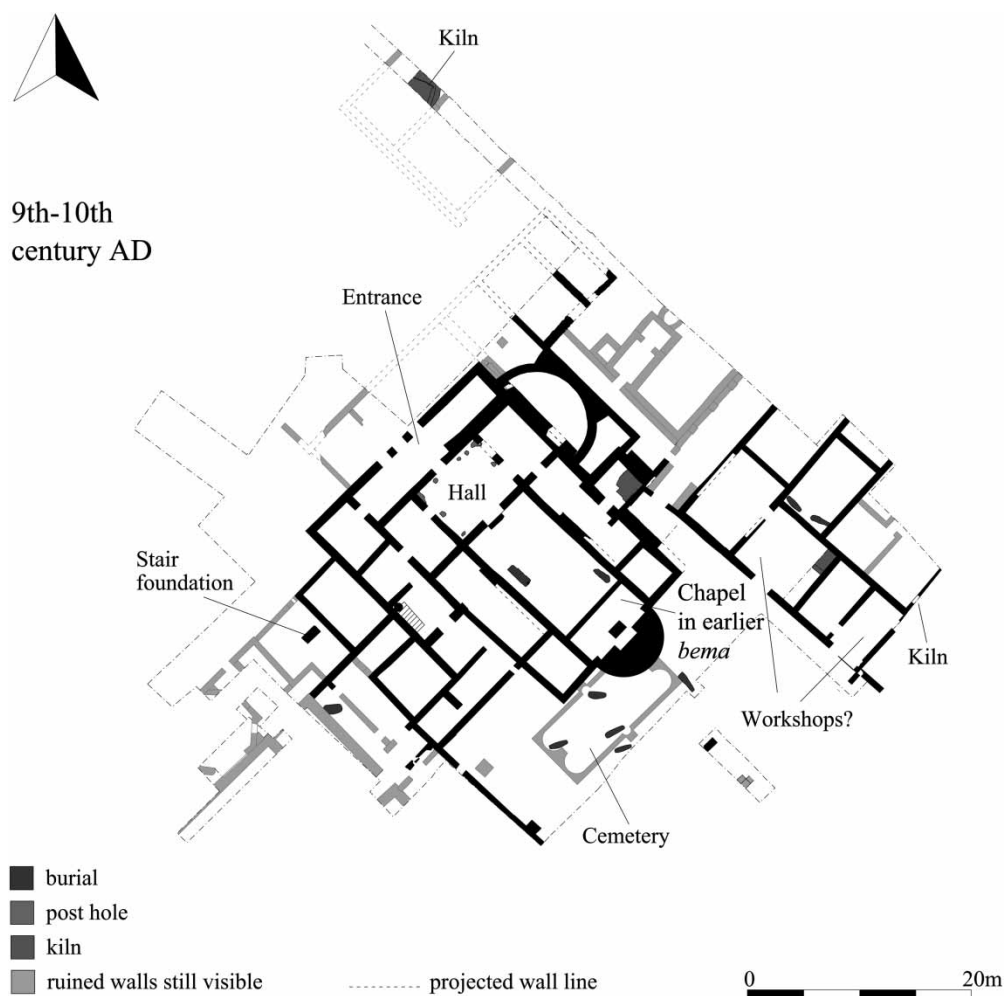 Kiln
9th-10th
century AD
Entrance
Hall
Stair
foundation
Chapel
in earlier
bema
Kiln
Workshops?
Cemetery
burial
post hole
kiln
ruined walls still visible
projected wall line
0 20m